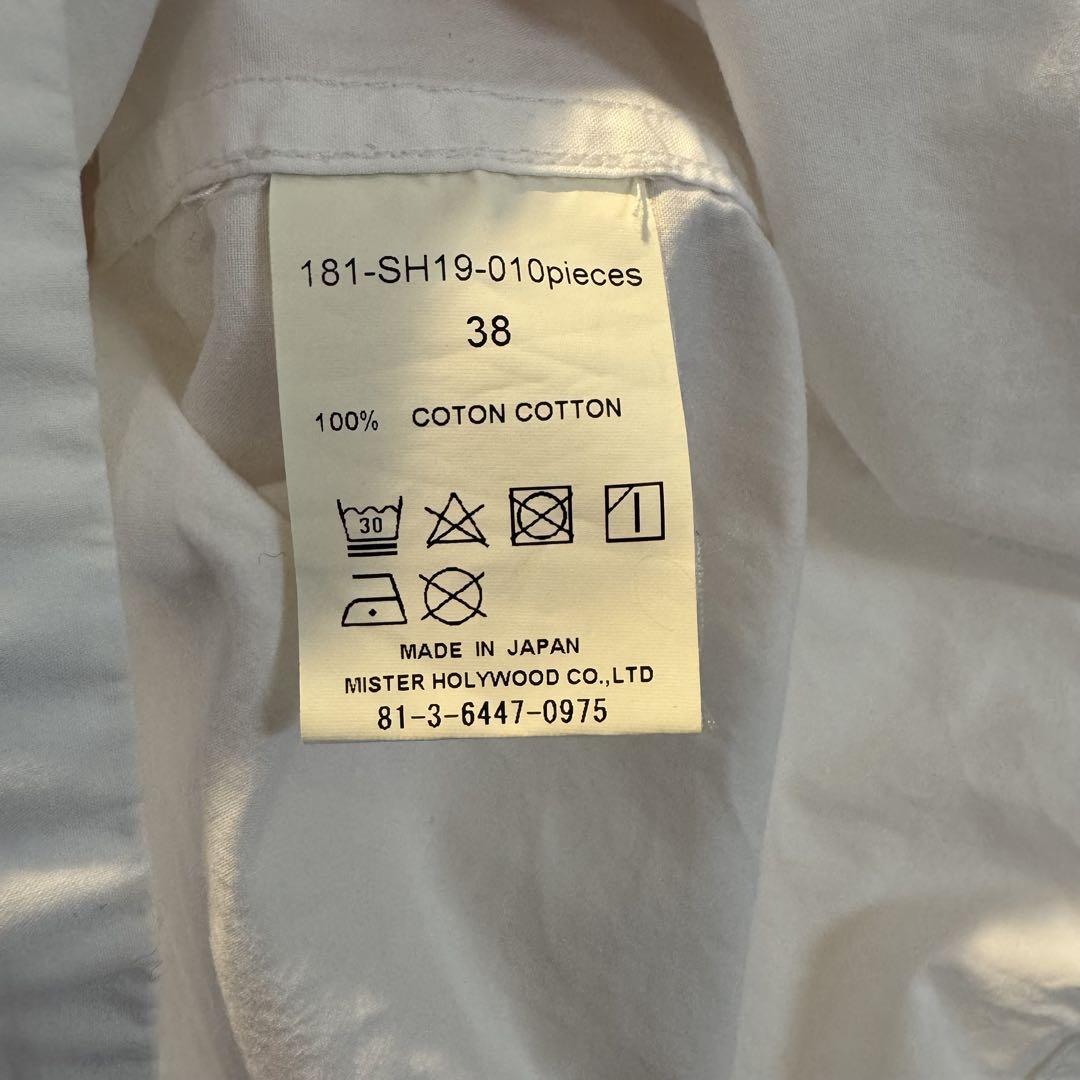 181-SH19-010pieces
38
100% COTON COTTON
30
MADE IN JAPAN
MISTER HOLYWOOD CO.,LTD
81-3-6447-0975